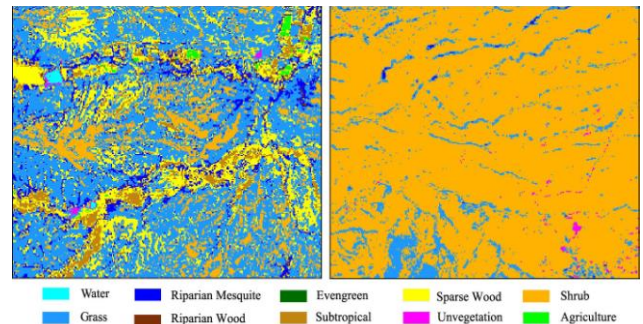 Water Riparian Mesquite Evengreen Sparse Wood Shrub
Grass Riparian Wood Subtropical Unvegetation Agriculture